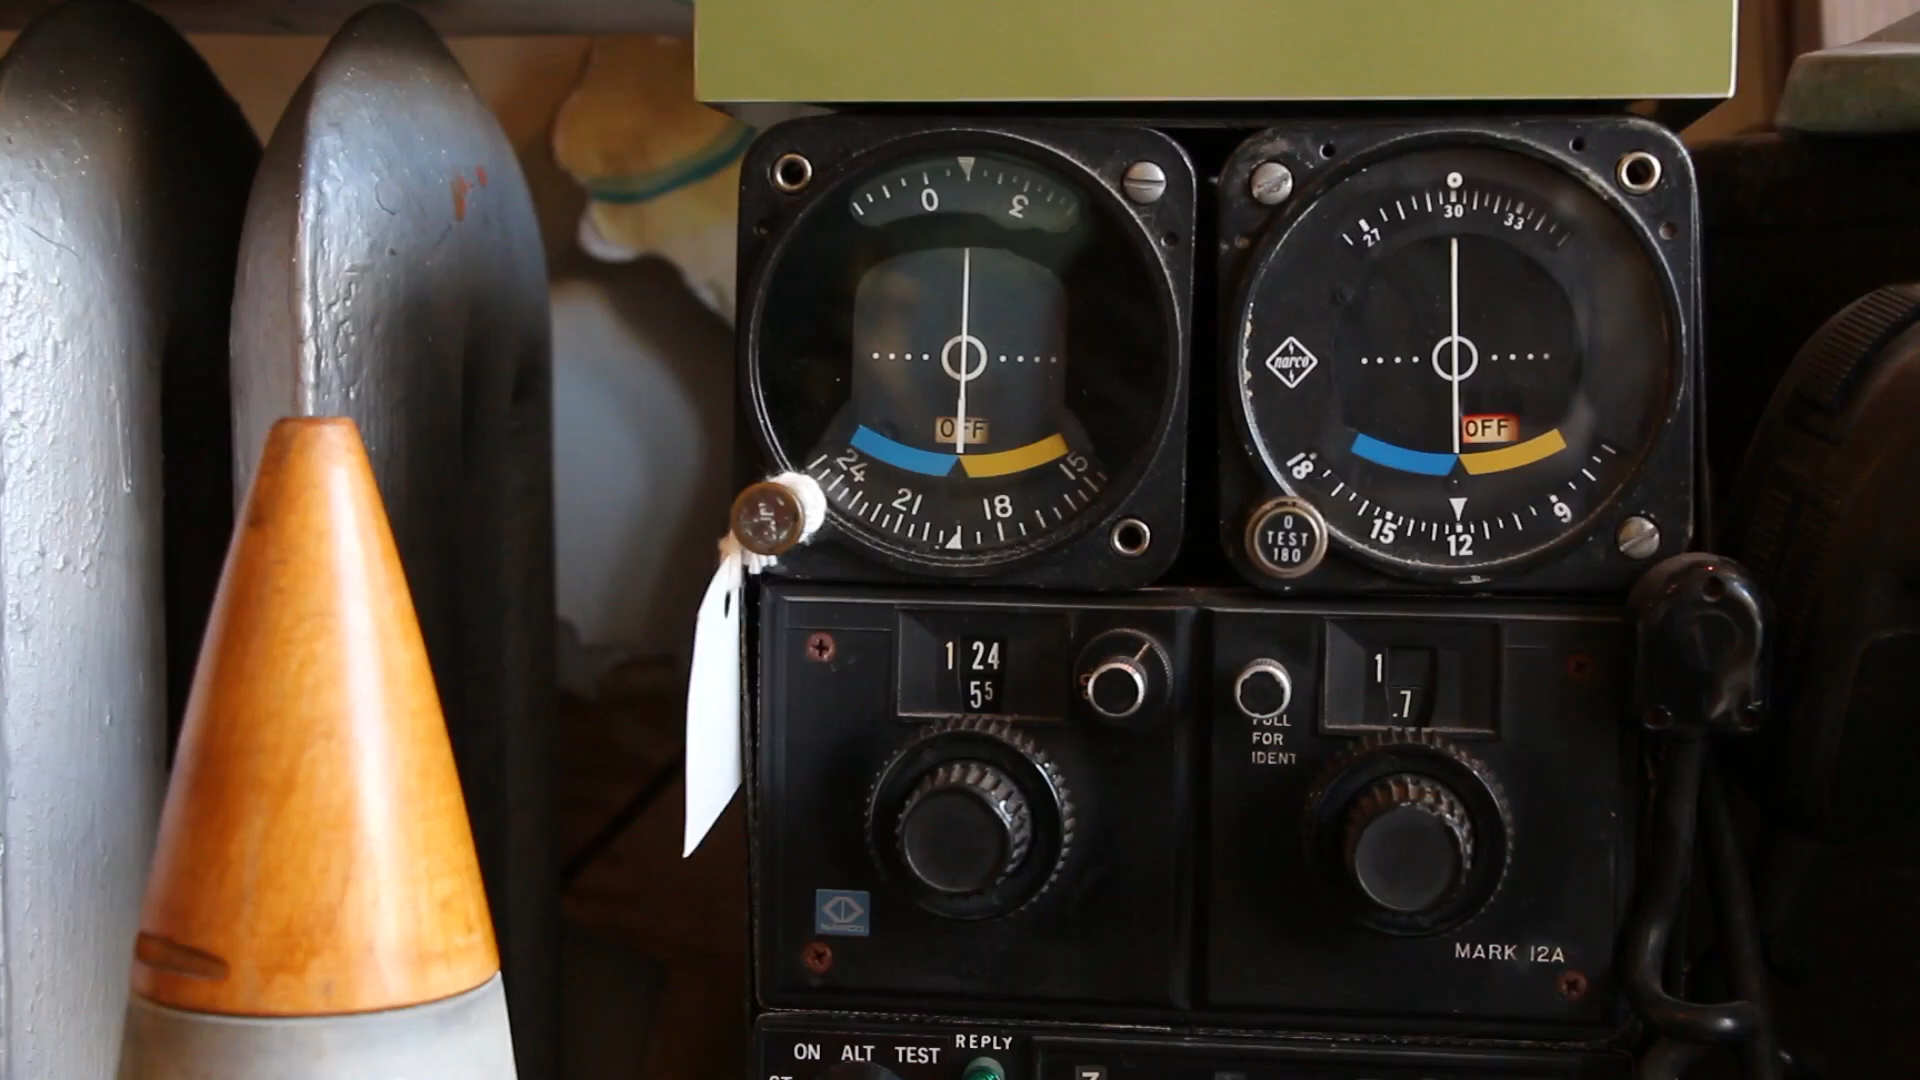 0 3
OFF
24 21 18 15
27 30 33
narco
OFF
18 15 12 9
0
TEST
180
1 24
55
1
.7
PULL
FOR
IDENT
MARK 12A
ON ALT TEST REPLY